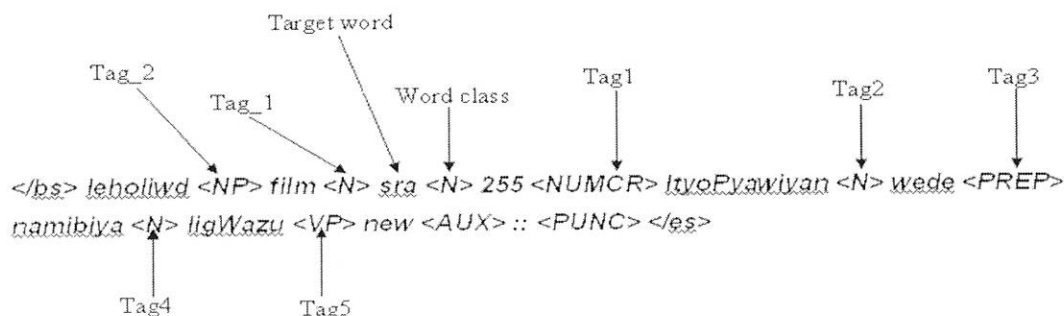 Target word
Tag_2 Tag_1 Word class Tag1 Tag2 Tag3
</bs> leholiwd <NP> film <N> sra <N> 255 <NUMCR> ItyoPyawiyan <N> wede <PREP>
namibiya <N> ligWazu <VP> new <AUX> :: <PUNC> </es>
Tag4 Tag5